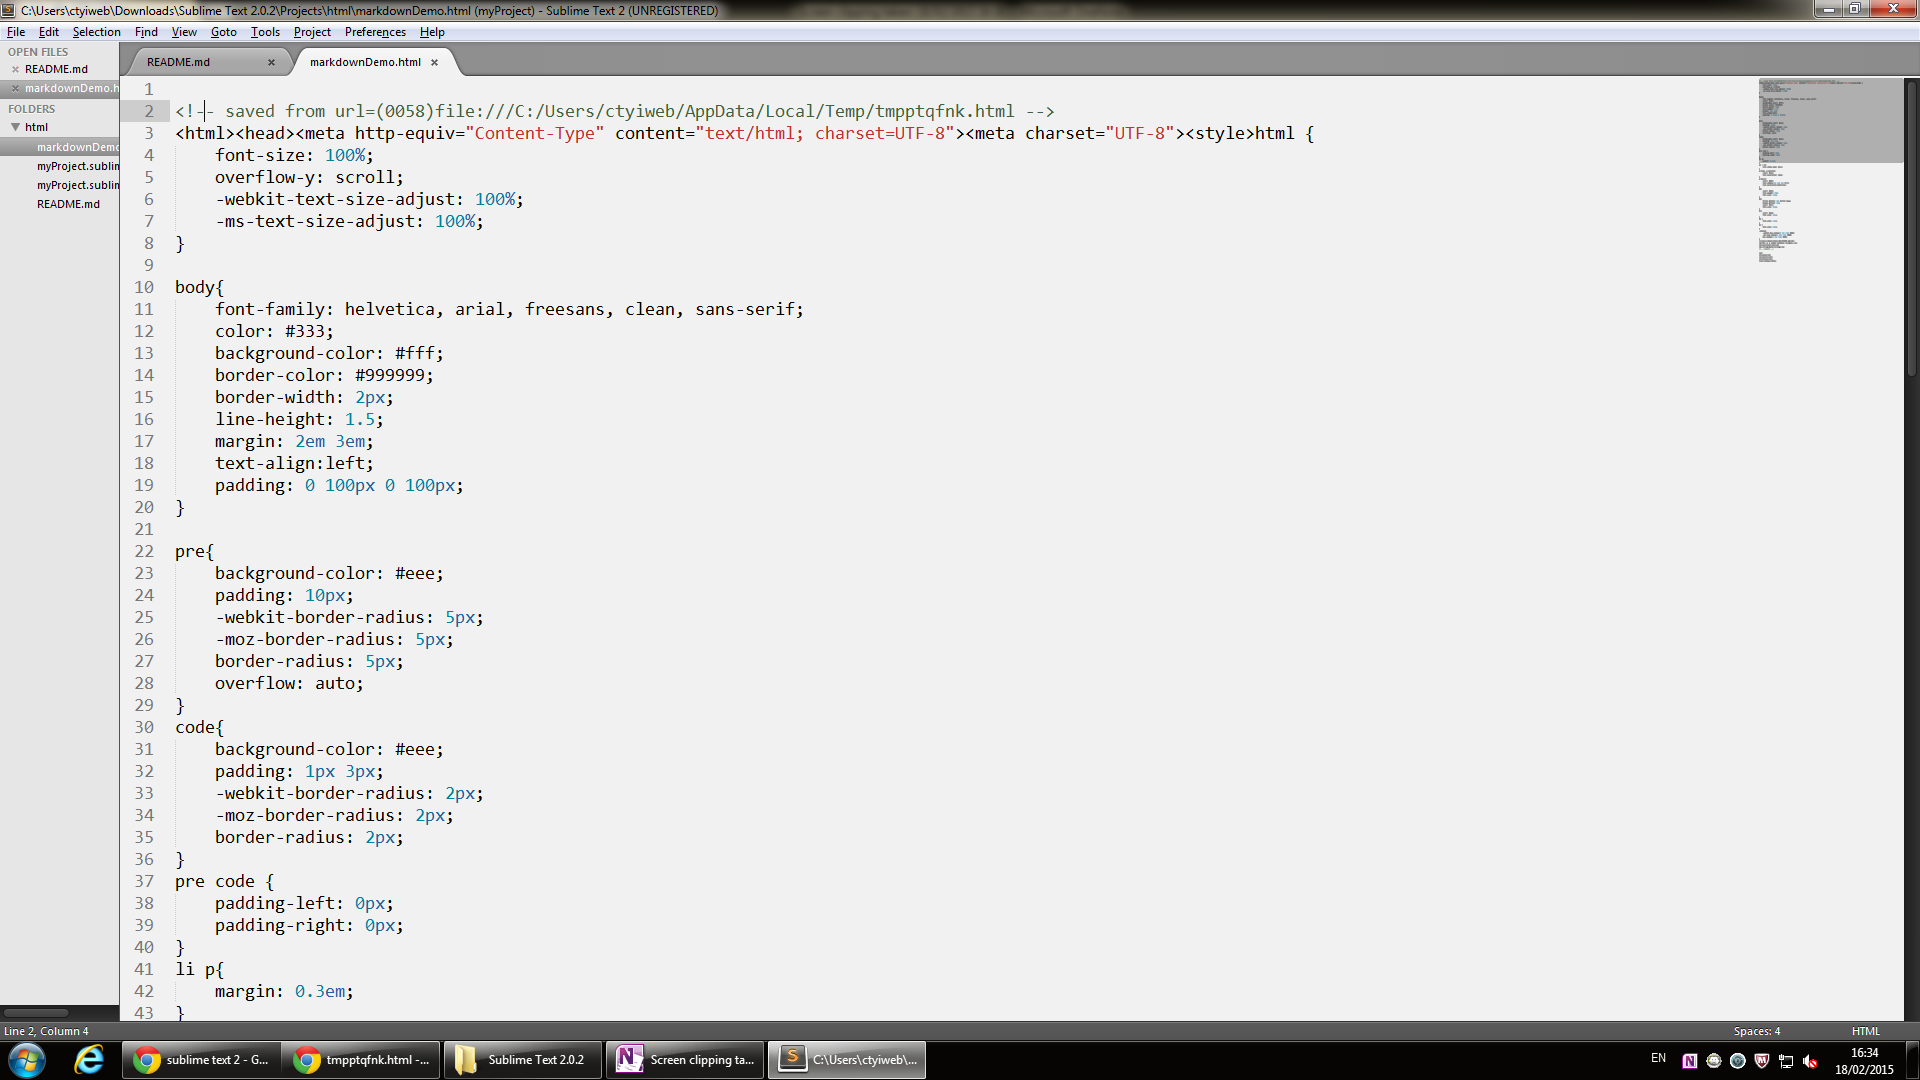 C:\Users\ctyiweb\Downloads\Sublime Text 2.0.2\Projects\html\markdownDemo.html (myProject) - Sublime Text 2 (UNREGISTERED)
File Edit Selection Find View Goto Tools Project Preferences Help
OPEN FILES
README.md
markdownDemo.h
FOLDERS
html
markdownDemo
myProject.sublim
myProject.sublim
README.md
README.md markdownDemo.html
1
2 <!-- saved from url=(0058)file:///C:/Users/ctyiweb/AppData/Local/Temp/tmpptqfnk.html -->
3 <html><head><meta http-equiv="Content-Type" content="text/html; charset=UTF-8"><meta charset="UTF-8"><style>html {
4 font-size: 100%;
5 overflow-y: scroll;
6 -webkit-text-size-adjust: 100%;
7 -ms-text-size-adjust: 100%;
8 }
9
10 body{
11 font-family: helvetica, arial, freesans, clean, sans-serif;
12 color: #333;
13 background-color: #fff;
14 border-color: #999999;
15 border-width: 2px;
16 line-height: 1.5;
17 margin: 2em 3em;
18 text-align:left;
19 padding: 0 100px 0 100px;
20 }
21
22 pre{
23 background-color: #eee;
24 padding: 10px;
25 -webkit-border-radius: 5px;
26 -moz-border-radius: 5px;
27 border-radius: 5px;
28 overflow: auto;
29 }
30 code{
31 background-color: #eee;
32 padding: 1px 3px;
33 -webkit-border-radius: 2px;
34 -moz-border-radius: 2px;
35 border-radius: 2px;
36 }
37 pre code {
38 padding-left: 0px;
39 padding-right: 0px;
40 }
41 li p{
42 margin: 0.3em;
43 }
Line 2, Column 4 Spaces: 4 HTML
sublime text 2 - G... tmpptqfnk.html -... Sublime Text 2.0.2 Screen clipping ta... C:\Users\ctyiweb\... EN 16:34
18/02/2015